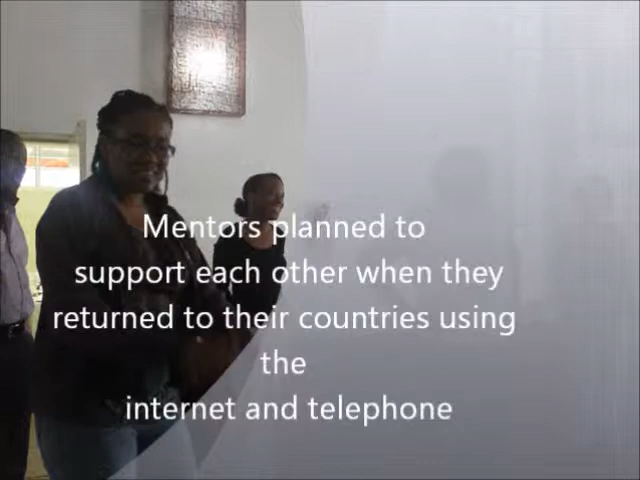 Mentors planned to
support each other when they
returned to their countries using
the
internet and telephone